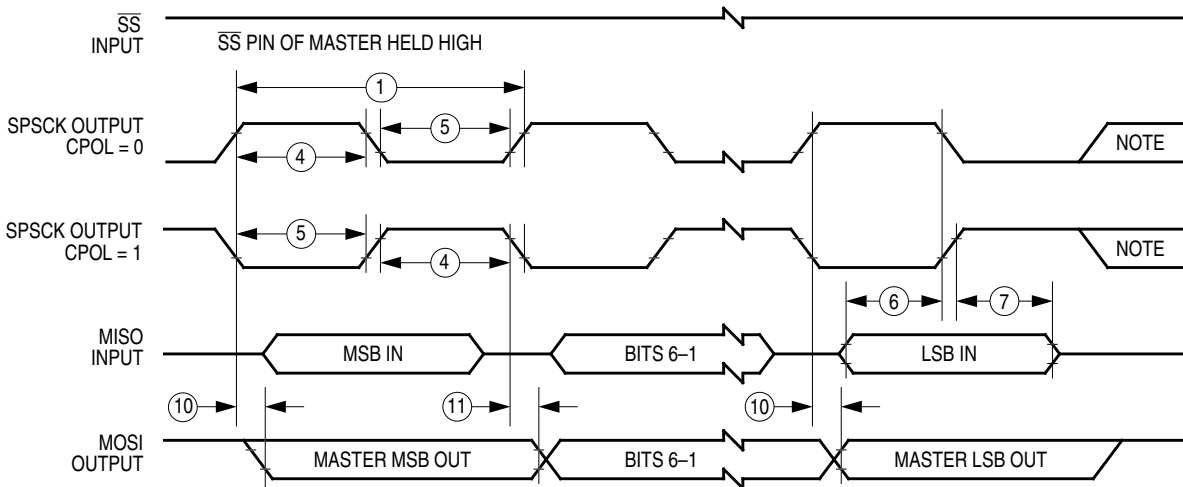 SS
INPUT
SS PIN OF MASTER HELD HIGH
1
SPSCK OUTPUT
CPOL = 0
5
4
NOTE
SPSCK OUTPUT
CPOL = 1
5
4
NOTE
6
7
MISO
INPUT
MSB IN
BITS 6–1
LSB IN
10
11
10
MOSI
OUTPUT
MASTER MSB OUT
BITS 6–1
MASTER LSB OUT